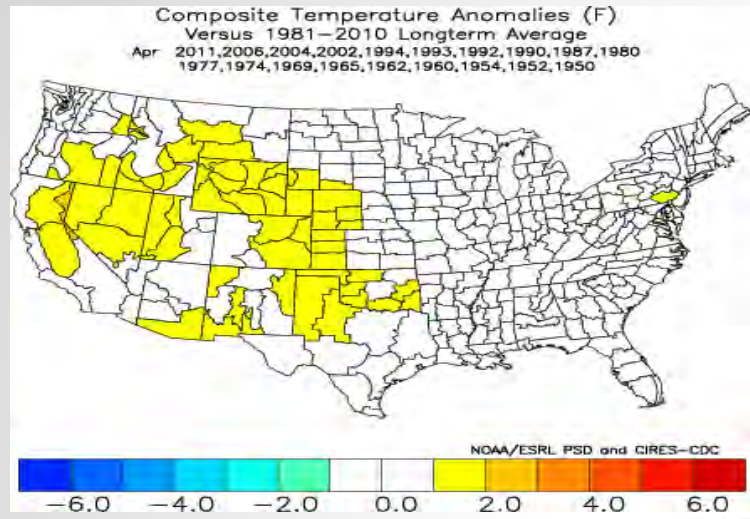 Composite Temperature Anomalies (F)
Versus 1981-2010 Longterm Average
Apr 2011,2006,2004,2002,1994,1993,1992,1990,1987,1980
1977,1974,1969,1965,1962,1960,1954,1952,1950
NOAA/ESRL PSD and CIRES-CDC
-6.0 -4.0 -2.0 0.0 2.0 4.0 6.0